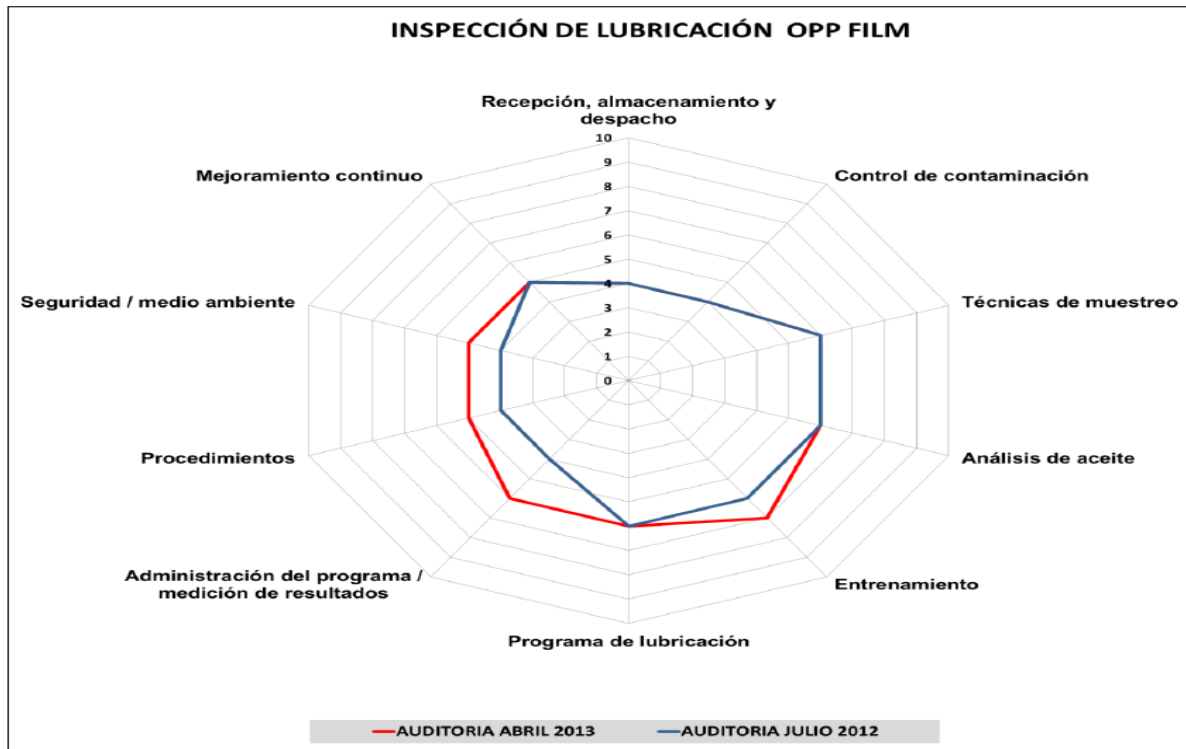 INSPECCIÓN DE LUBRICACIÓN OPP FILM
Recepción, almacenamiento y
despacho
10
9
8
7
6
5
4
3
2
1
0
Mejoramiento continuo
Control de contaminación
Seguridad / medio ambiente
Técnicas de muestreo
Procedimientos
Análisis de aceite
Administración del programa /
medición de resultados
Entrenamiento
Programa de lubricación
AUDITORIA ABRIL 2013
AUDITORIA JULIO 2012